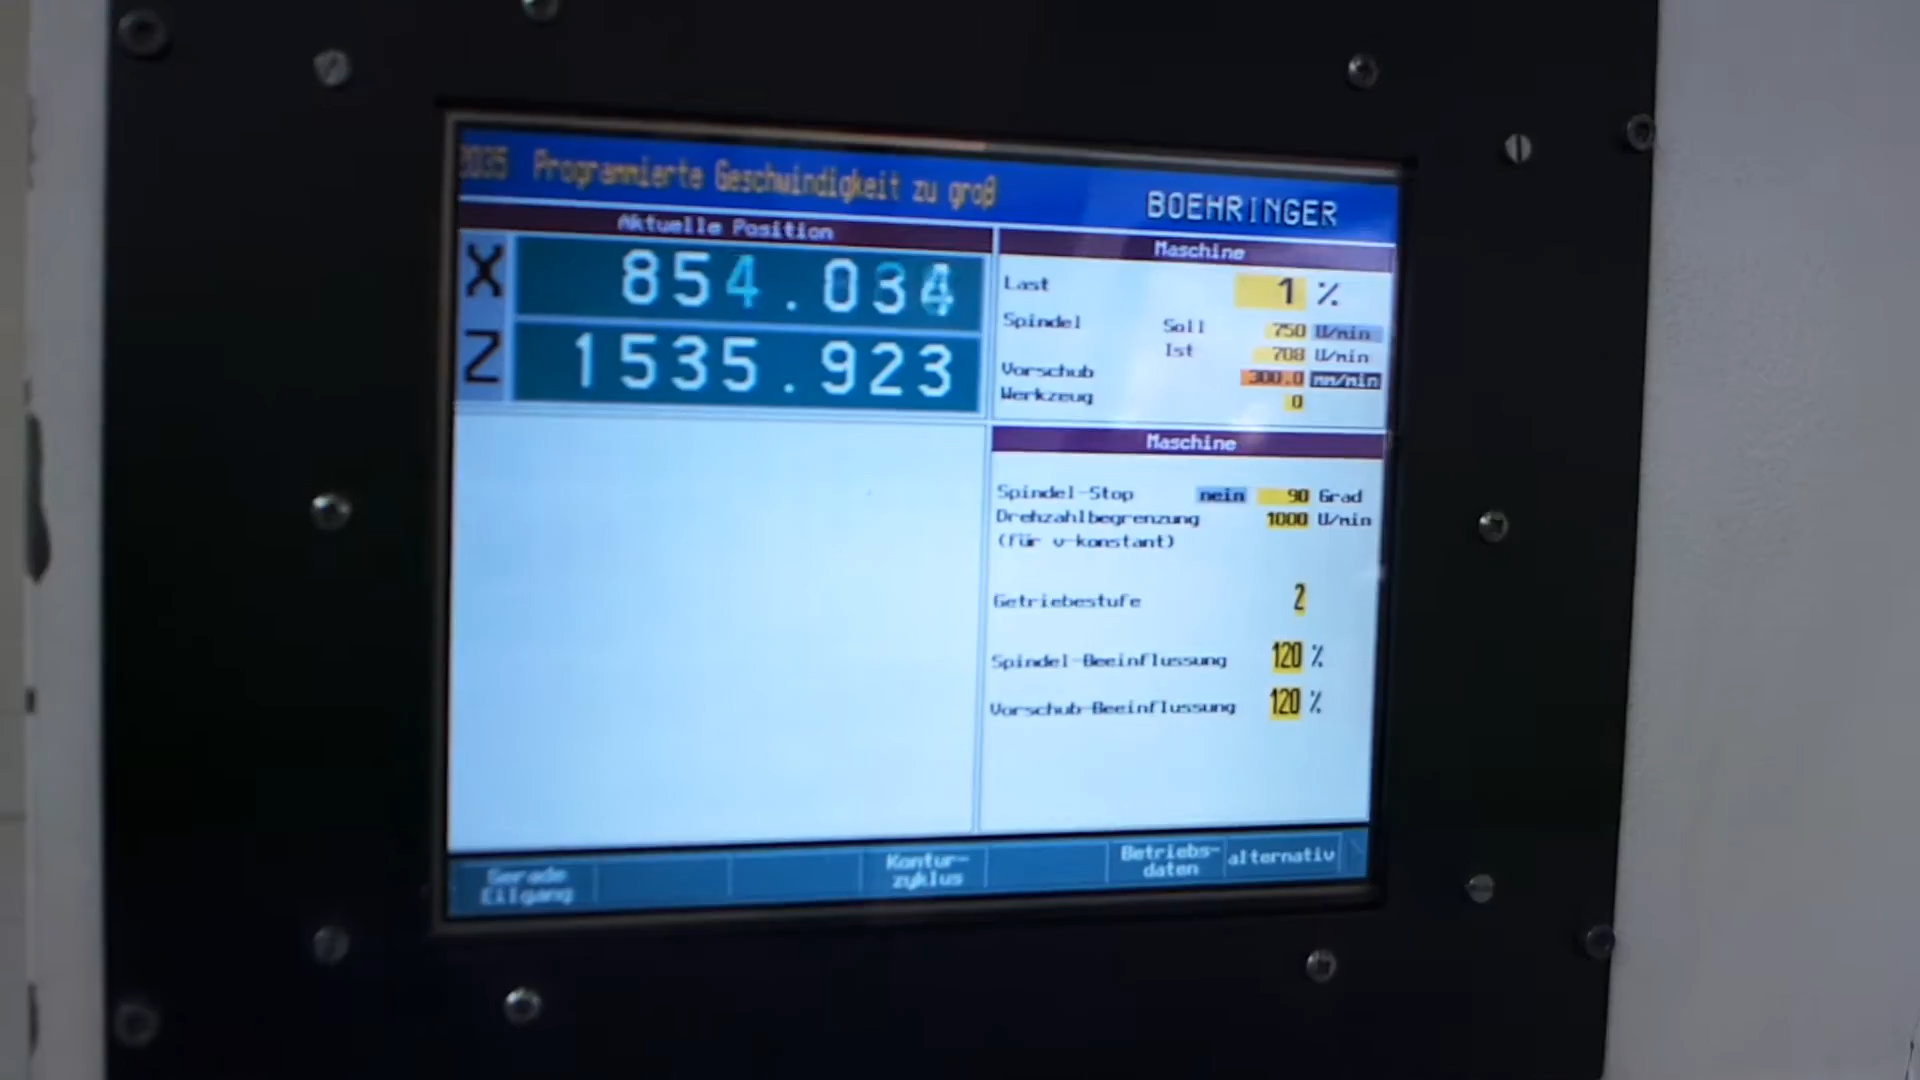 Programmierte Geschwindigkeit zu groß
BOEHRINGER
Aktuelle Position
X 854.034
Z 1535.923
Maschine
Last 1 %
Spindel Soll 750 U/min
Ist 708 U/min
Vorschub 300.0 mm/min
Werkzeug 0
Maschine
Spindel-Stop nein 90 Grad
Drehzahlbegrenzung 1000 U/min
(für v-konstant)
Getriebestufe 2
Spindel-Beeinflussung 120 %
Vorschub-Beeinflussung 120 %
Gerade
Eilgang
Kontur-
zyklus
Betriebs-
daten
alternativ